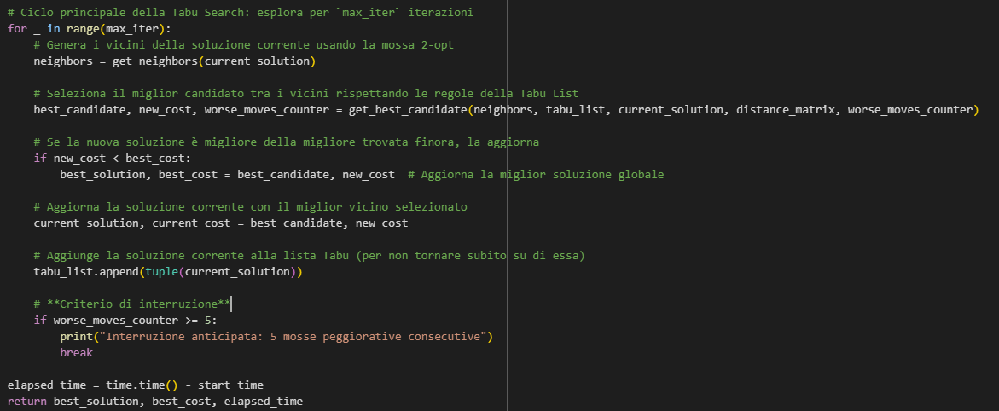 # Ciclo principale della Tabu Search: esplora per `max_iter` iterazioni
for _ in range(max_iter):
    # Genera i vicini della soluzione corrente usando la mossa 2-opt
    neighbors = get_neighbors(current_solution)

    # Seleziona il miglior candidato tra i vicini rispettando le regole della Tabu List
    best_candidate, new_cost, worse_moves_counter = get_best_candidate(neighbors, tabu_list, current_solution, distance_matrix, worse_moves_counter)

    # Se la nuova soluzione è migliore della migliore trovata finora, la aggiorna
    if new_cost < best_cost:
        best_solution, best_cost = best_candidate, new_cost  # Aggiorna la miglior soluzione globale

    # Aggiorna la soluzione corrente con il miglior vicino selezionato
    current_solution, current_cost = best_candidate, new_cost

    # Aggiunge la soluzione corrente alla lista Tabu (per non tornare subito su di essa)
    tabu_list.append(tuple(current_solution))

    # **Criterio di interruzione**
    if worse_moves_counter >= 5:
        print("Interruzione anticipata: 5 mosse peggiorative consecutive")
        break

elapsed_time = time.time() - start_time
return best_solution, best_cost, elapsed_time